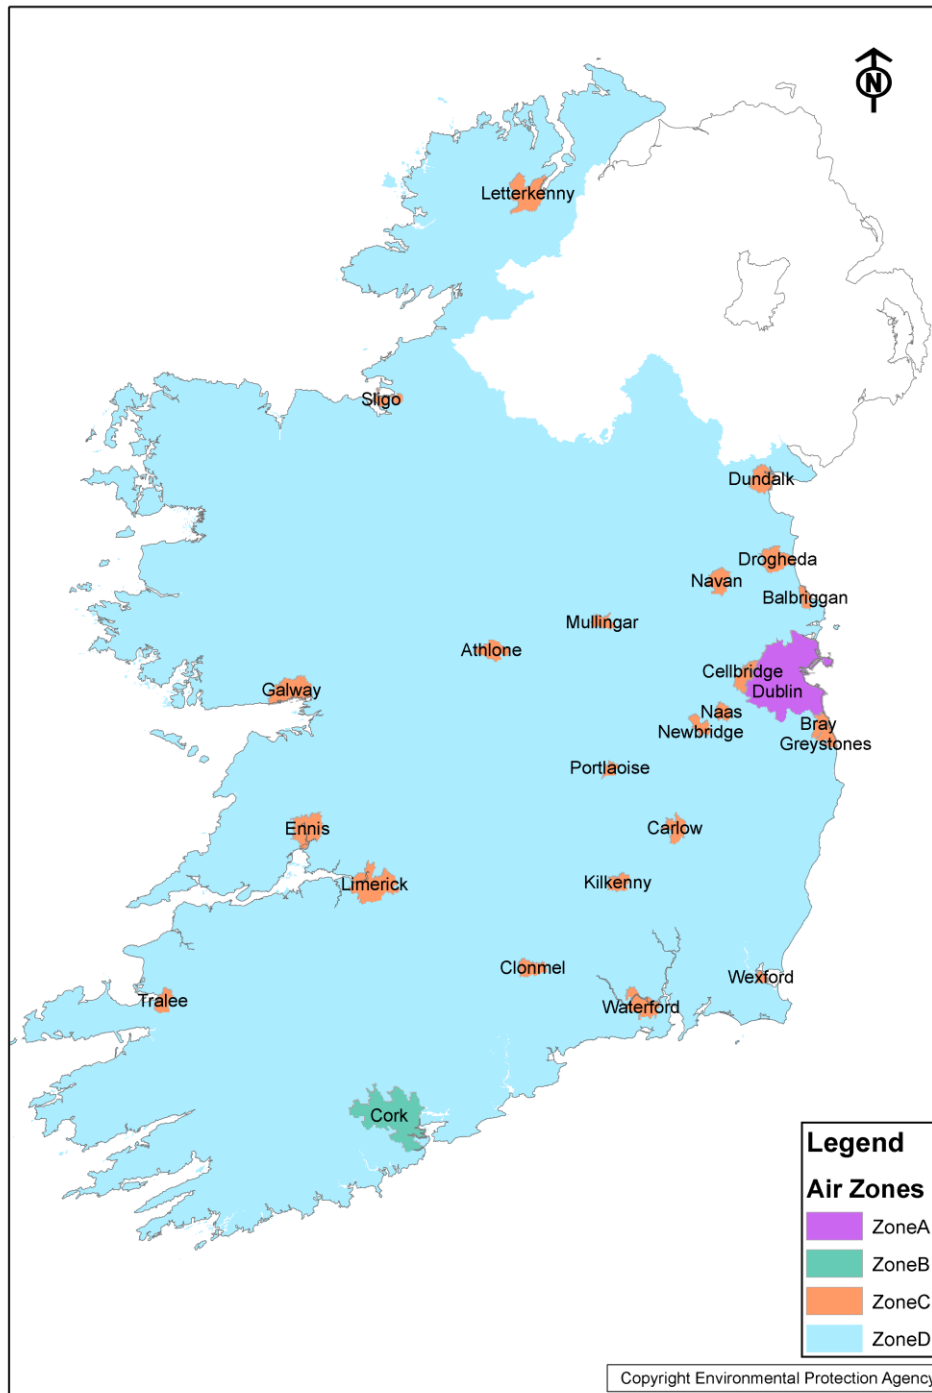 N
Letterkenny
Sligo
Dundalk
Drogheda
Navan
Balbriggan
Mullingar
Athlone
Cellbridge
Galway
Dublin
Naas
Bray
Newbridge
Greystones
Portlaoise
Ennis
Carlow
Limerick
Kilkenny
Clonmel
Wexford
Tralee
Waterford
Cork
Legend
Air Zones
ZoneA
ZoneB
ZoneC
ZoneD
Copyright Environmental Protection Agency